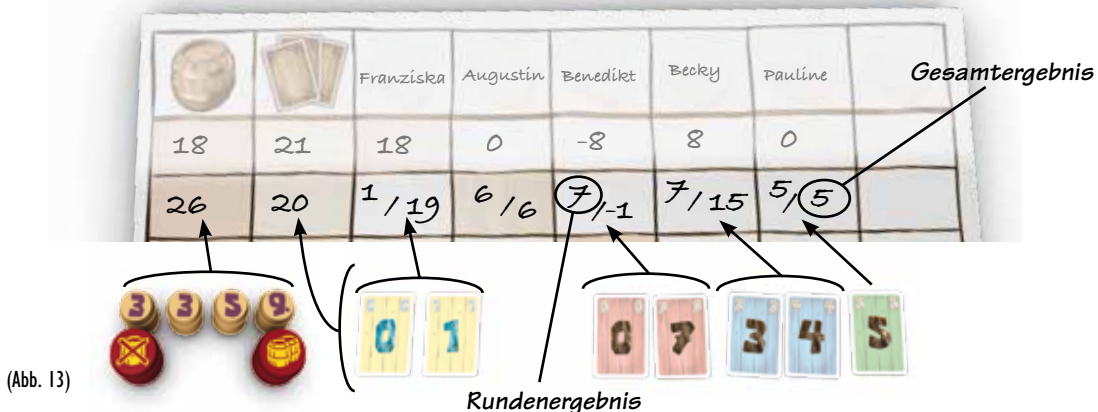 Franziska Augustin Benedikt Becky Pauline
Gesamtergebnis
18 21 18 0 -8 8 0
26 20 1/19 6/6 7/-1 7/15 5/5
3 3 5 9. 0 1 0 7 3 4 5
(Abb. 13)
Rundenergebnis